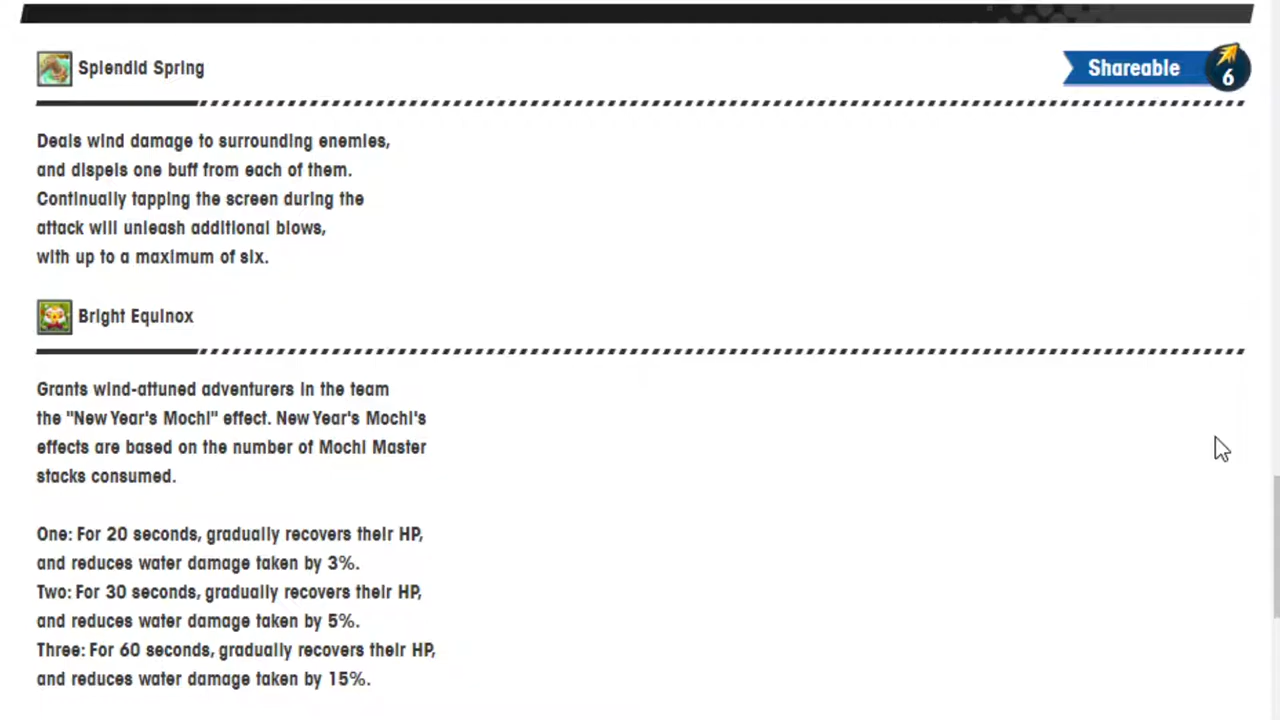 Splendid Spring
Shareable 6
Deals wind damage to surrounding enemies,
and dispels one buff from each of them.
Continually tapping the screen during the
attack will unleash additional blows,
with up to a maximum of six.
Bright Equinox
Grants wind-attuned adventurers in the team
the "New Year's Mochi" effect. New Year's Mochi's
effects are based on the number of Mochi Master
stacks consumed.
One: For 20 seconds, gradually recovers their HP,
and reduces water damage taken by 3%.
Two: For 30 seconds, gradually recovers their HP,
and reduces water damage taken by 5%.
Three: For 60 seconds, gradually recovers their HP,
and reduces water damage taken by 15%.